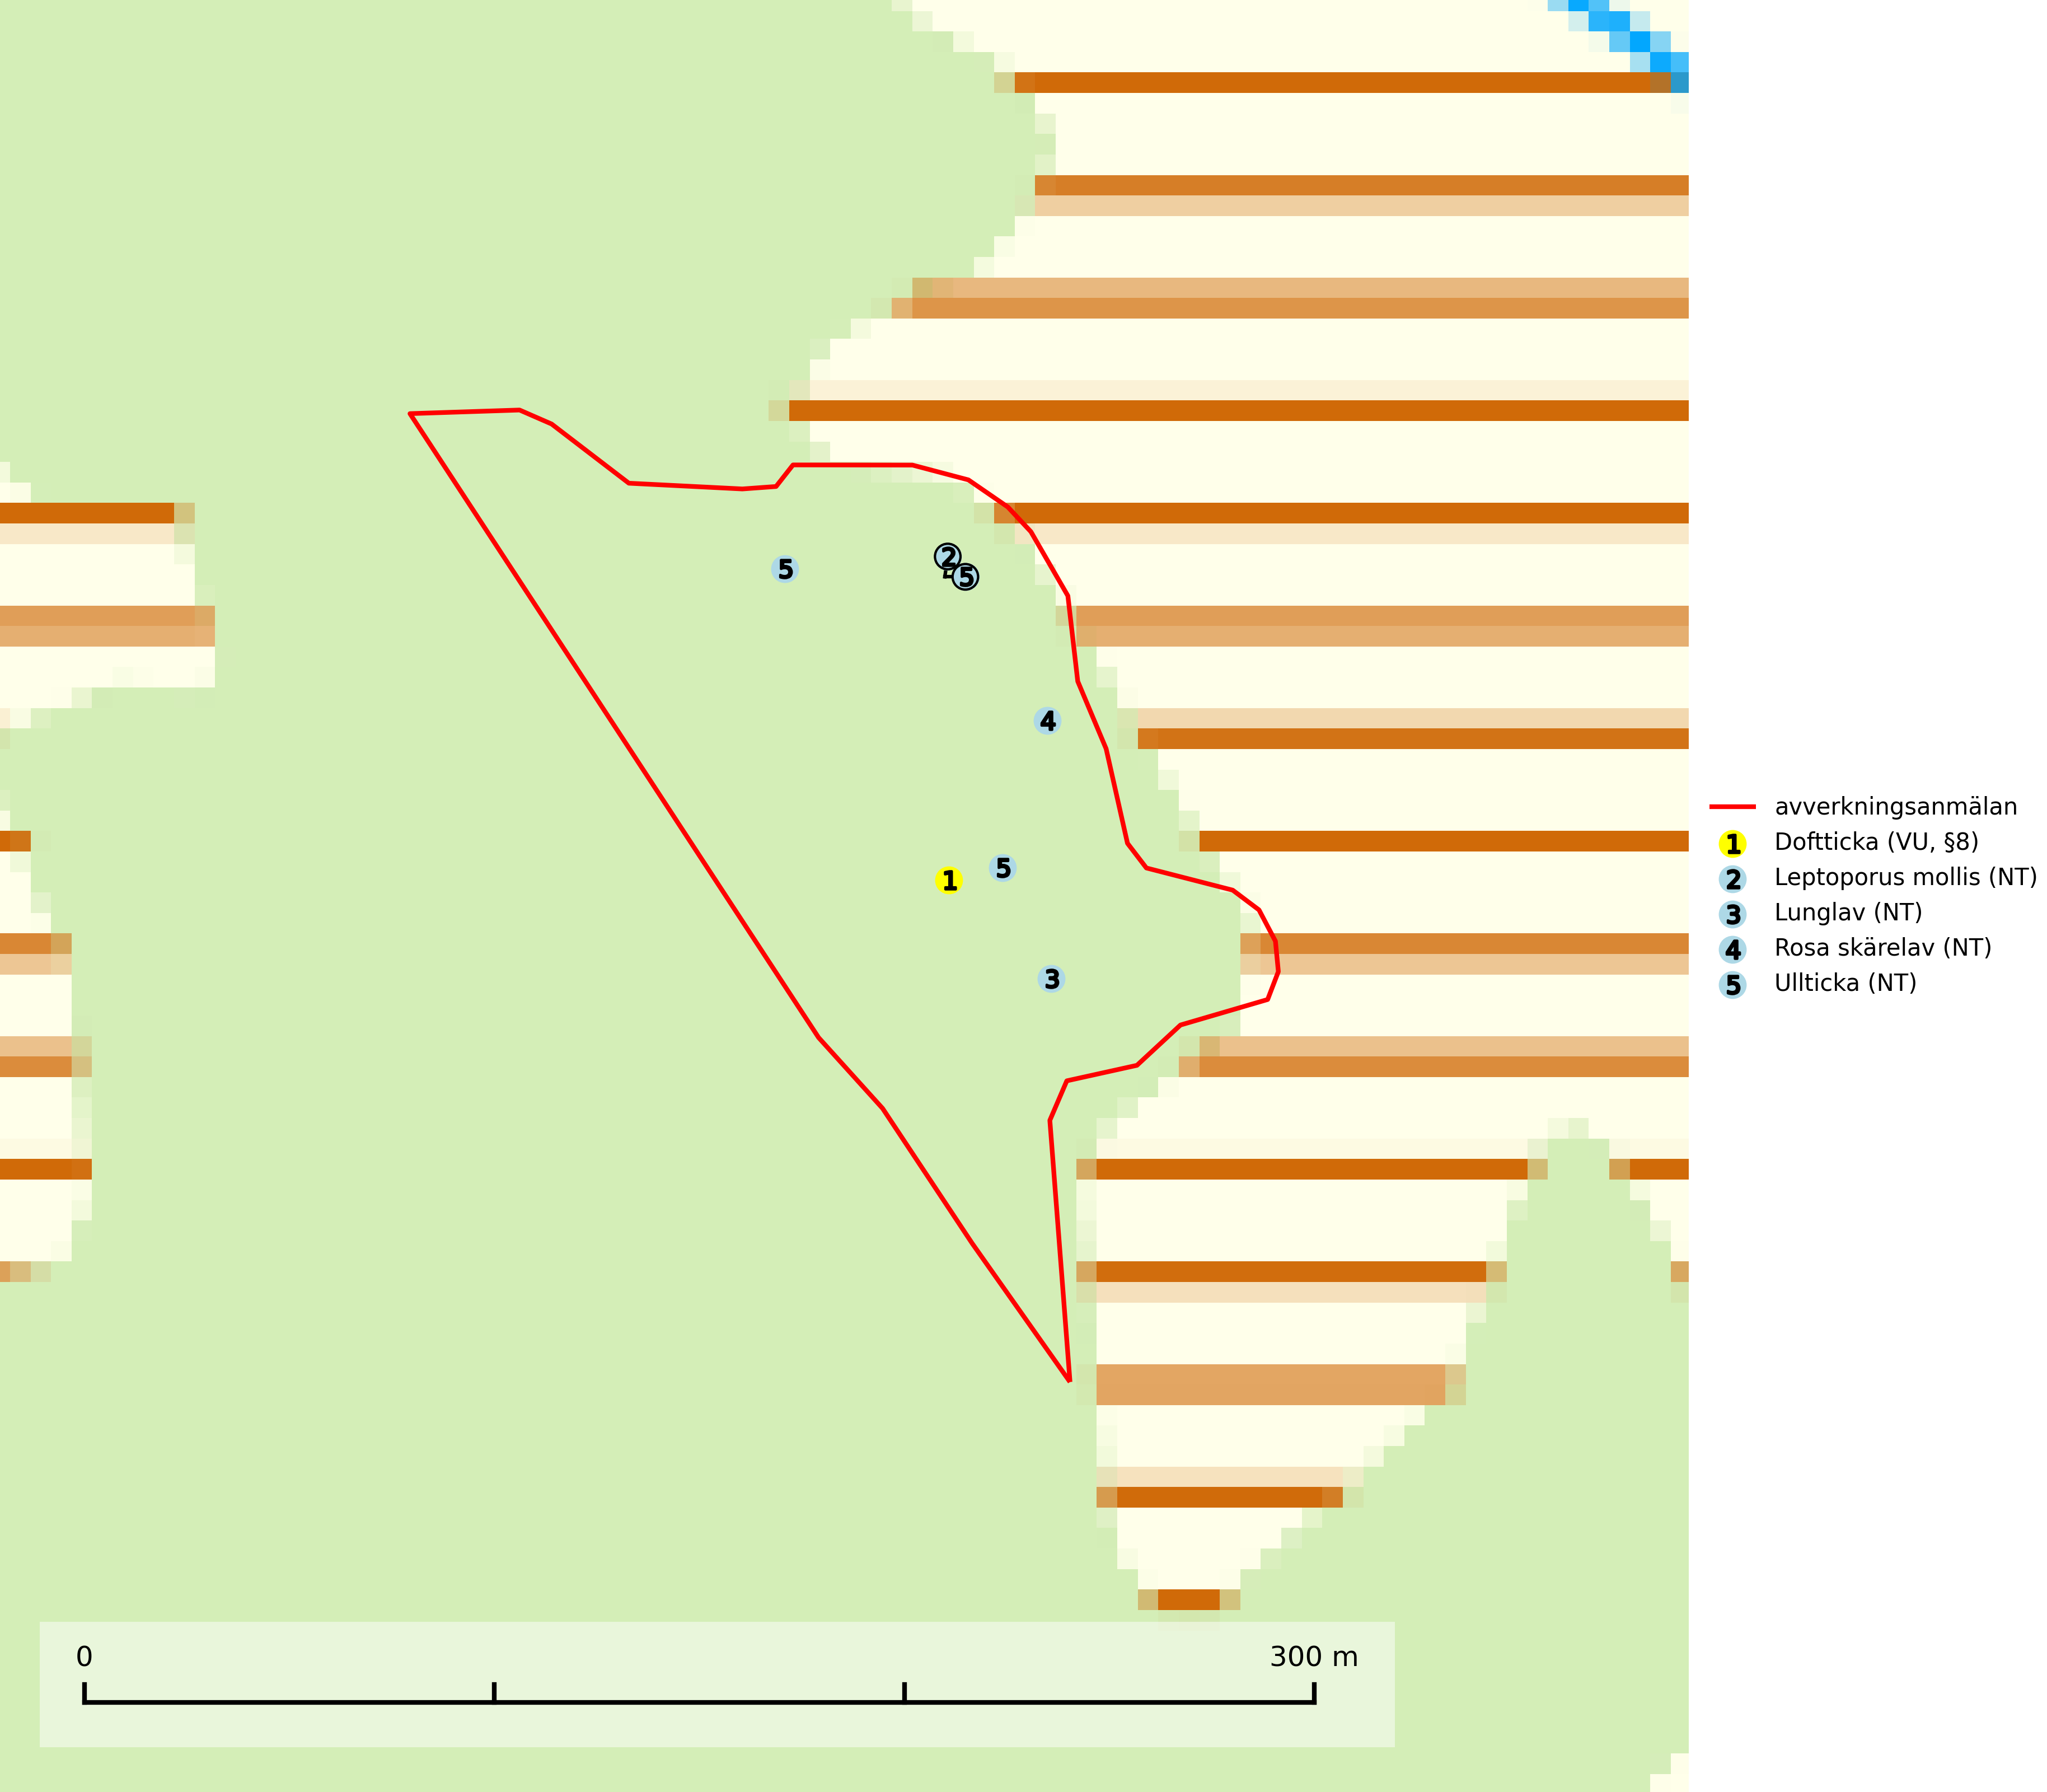 2
5
5
4
5
1
3
avverkningsanmälan
1 Doftticka (VU, §8)
2 Leptoporus mollis (NT)
3 Lunglav (NT)
4 Rosa skärelav (NT)
5 Ullticka (NT)
0 300 m